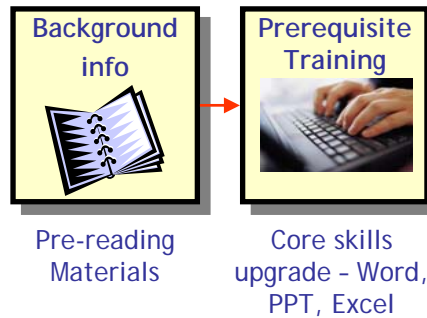 Background
info
Pre-reading
Materials
Prerequisite
Training
Core skills
upgrade – Word,
PPT, Excel